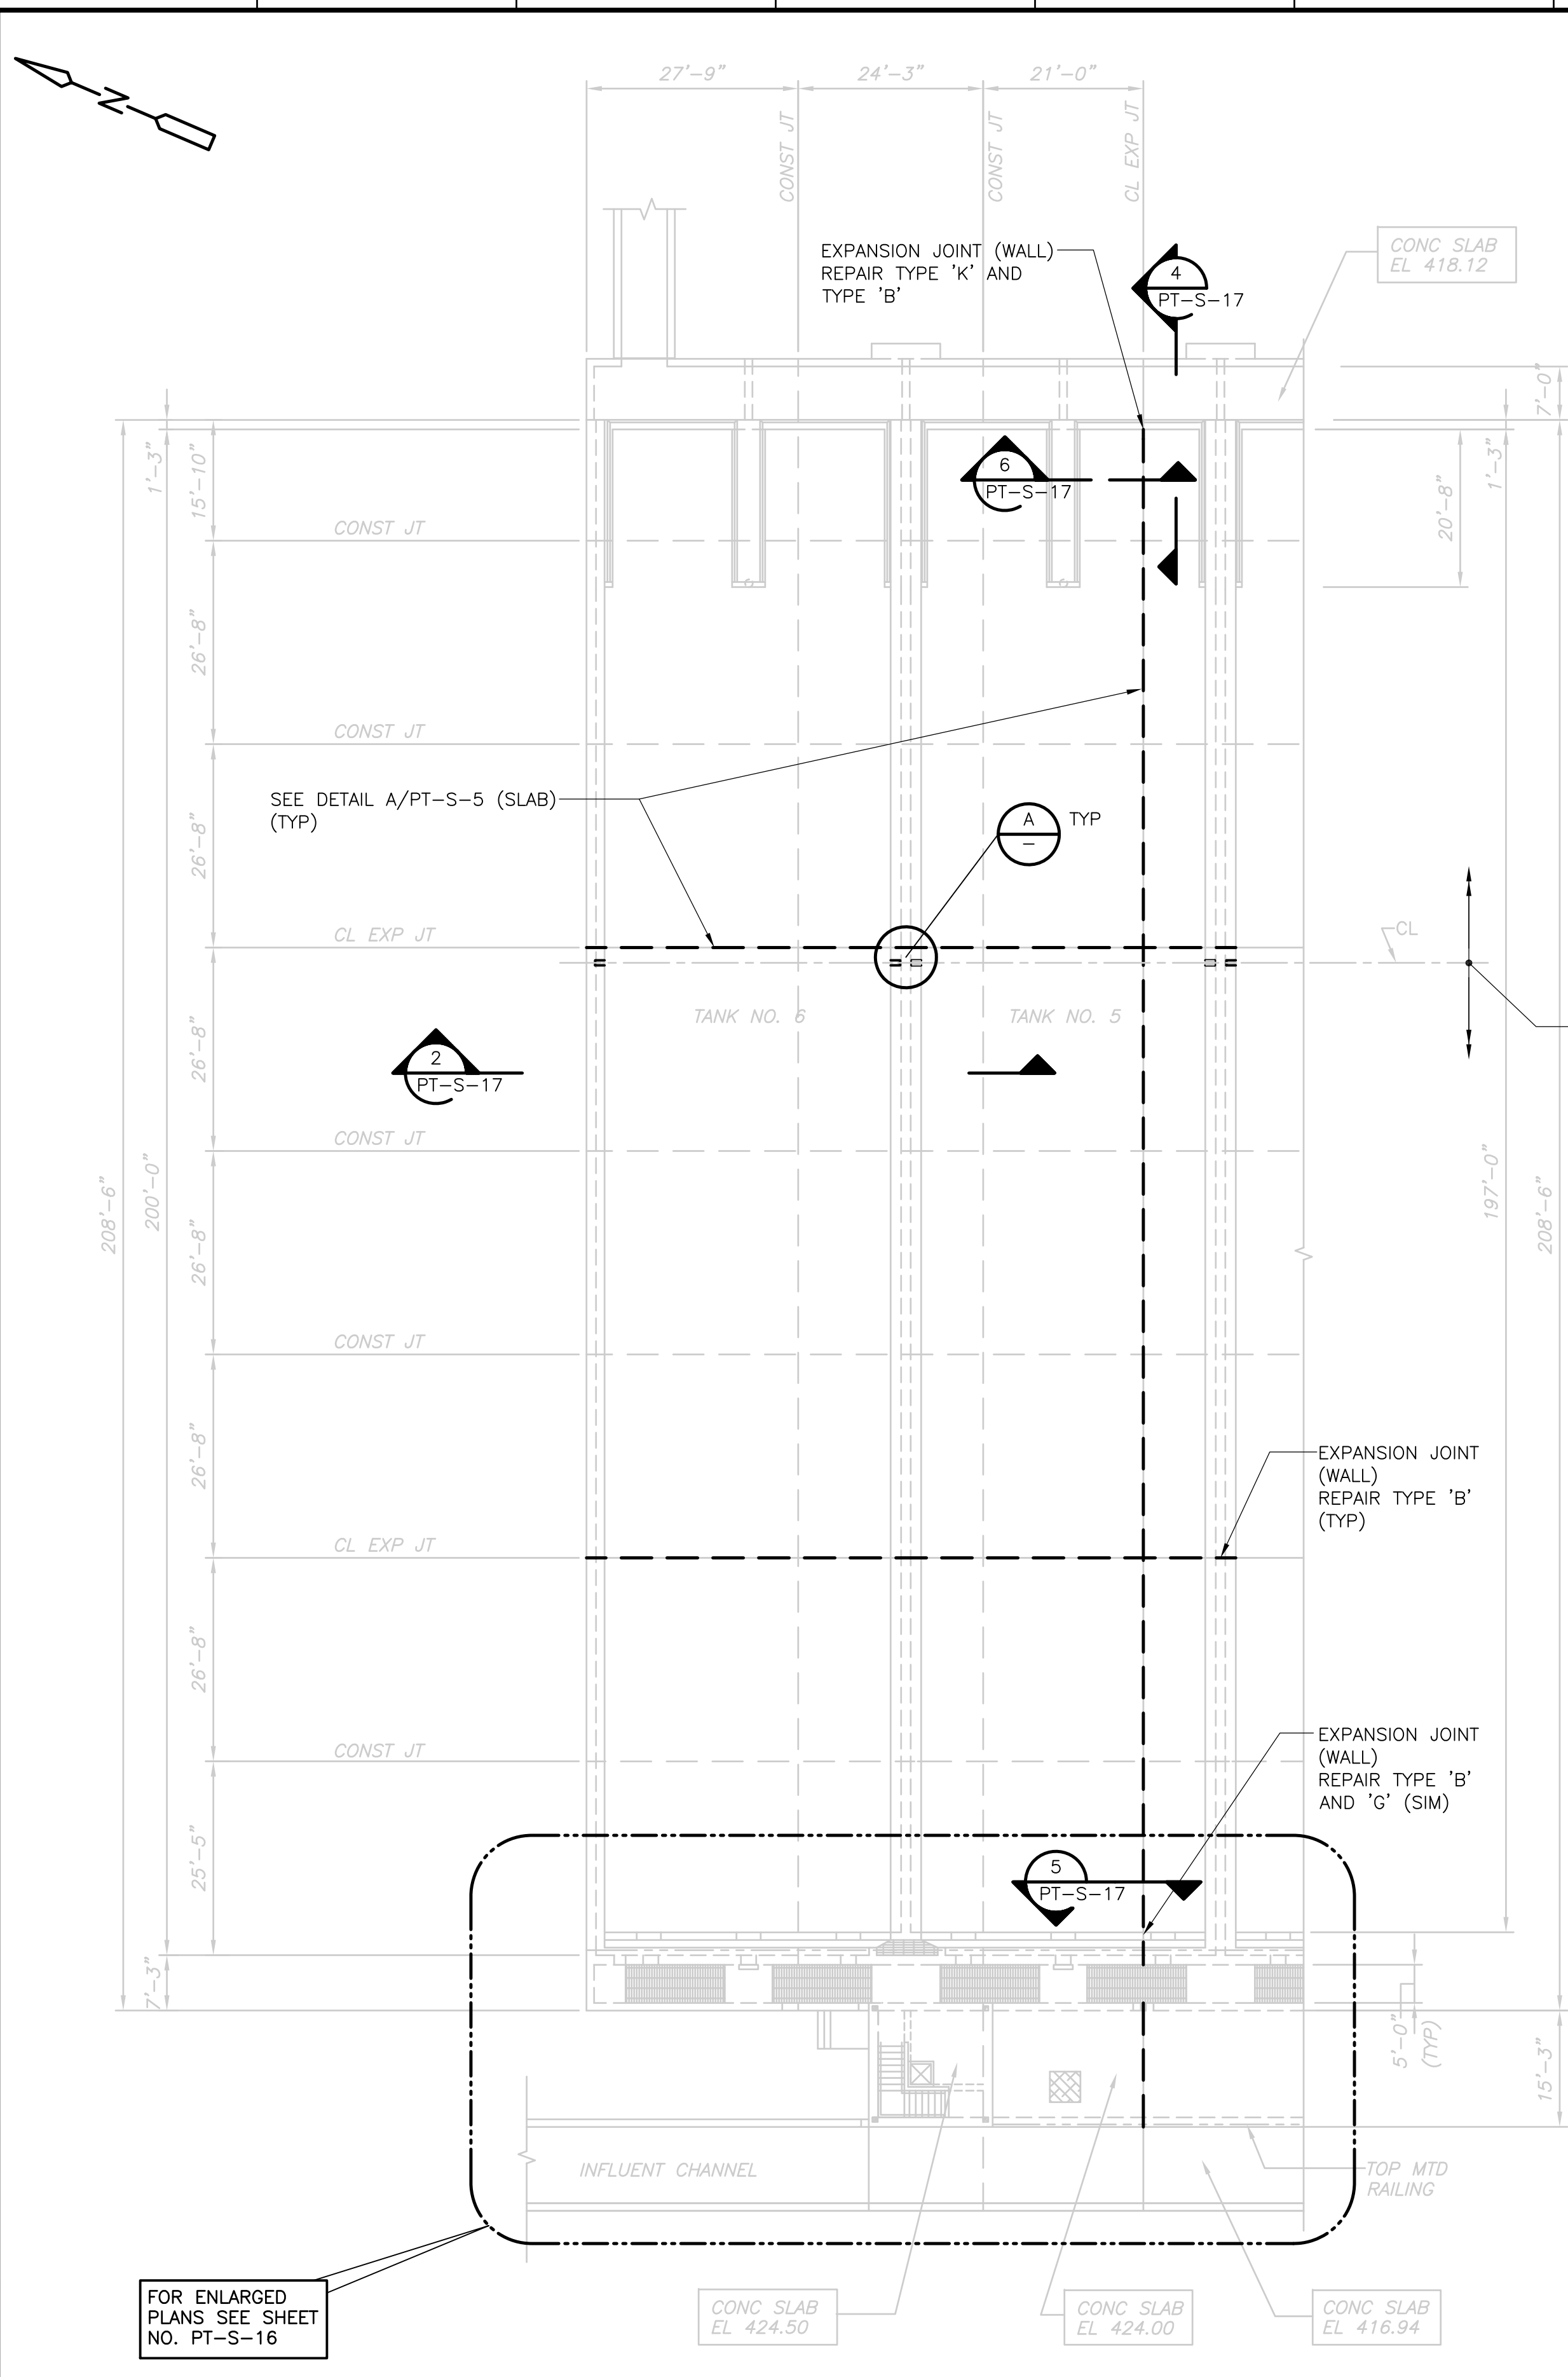 N
27'-9"
24'-3"
21'-0"
CONST JT
CONST JT
CL EXP JT
EXPANSION JOINT (WALL)
REPAIR TYPE 'K' AND
TYPE 'B'
4
PT-S-17
CONC SLAB
EL 418.12
7'-0"
1'-3"
15'-10"
1'-3"
20'-8"
6
PT-S-17
CONST JT
26'-8"
CONST JT
SEE DETAIL A/PT-S-5 (SLAB)
(TYP)
A
-
TYP
26'-8"
CL EXP JT
CL
TANK NO. 6
TANK NO. 5
2
PT-S-17
26'-8"
CONST JT
208'-6"
200'-0"
197'-0"
208'-6"
26'-8"
CONST JT
26'-8"
EXPANSION JOINT
(WALL)
REPAIR TYPE 'B'
(TYP)
CL EXP JT
26'-8"
CONST JT
EXPANSION JOINT
(WALL)
REPAIR TYPE 'B'
AND 'G' (SIM)
25'-5"
5
PT-S-17
7'-3"
5'-0"
(TYP)
15'-3"
INFLUENT CHANNEL
TOP MTD
RAILING
FOR ENLARGED
PLANS SEE SHEET
NO. PT-S-16
CONC SLAB
EL 424.50
CONC SLAB
EL 424.00
CONC SLAB
EL 416.94